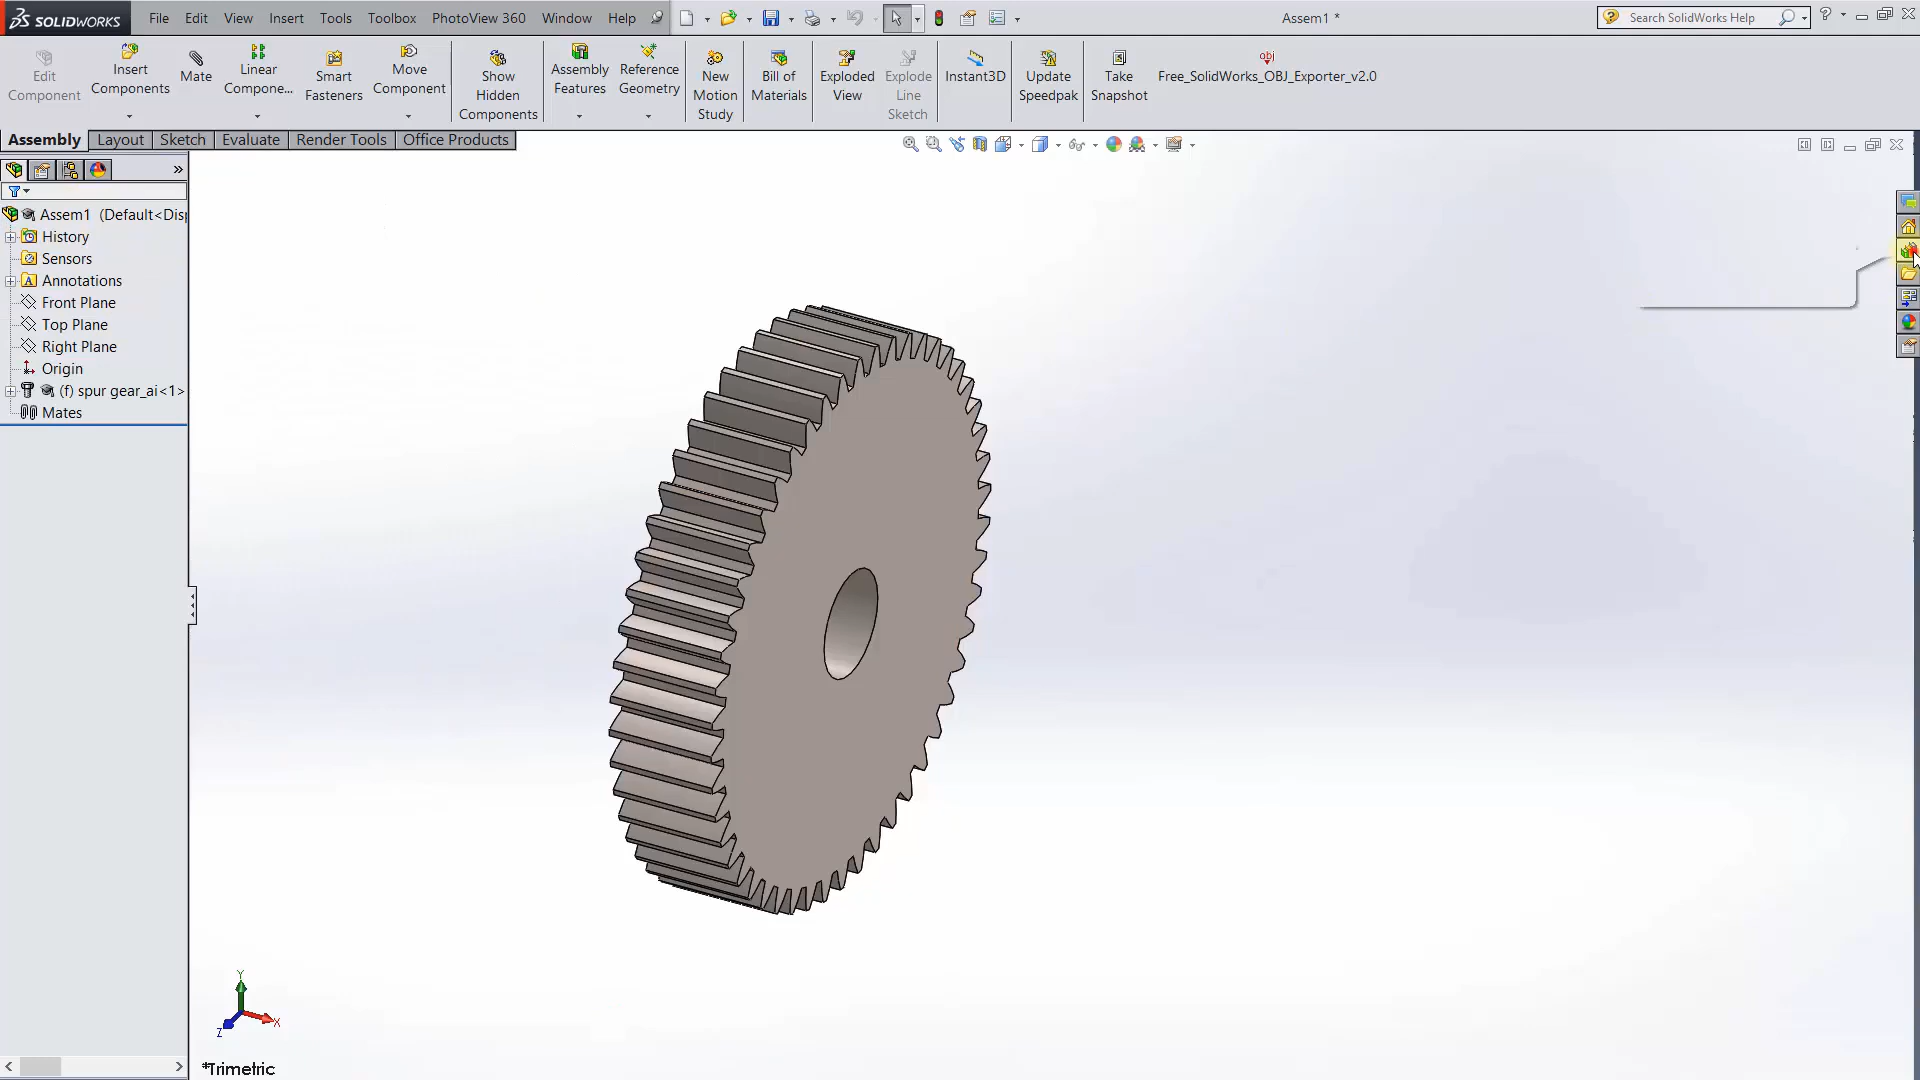 SOLIDWORKS File Edit View Insert Tools Toolbox PhotoView 360 Window Help Assem1 * Search SolidWorks Help ?
Edit Component
Insert Components
Mate
Linear Compone...
Smart Fasteners
Move Component
Show Hidden Components
Assembly Features
Reference Geometry
New Motion Study
Bill of Materials
Exploded View
Explode Line Sketch
Instant3D
Update Speedpak
Take Snapshot
obj
Free_SolidWorks_OBJ_Exporter_v2.0
Assembly Layout Sketch Evaluate Render Tools Office Products
Assem1 (Default<Disp
History
Sensors
A Annotations
Front Plane
Top Plane
Right Plane
Origin
(f) spur gear_ai<1>
Mates
Y
X
Z
*Trimetric